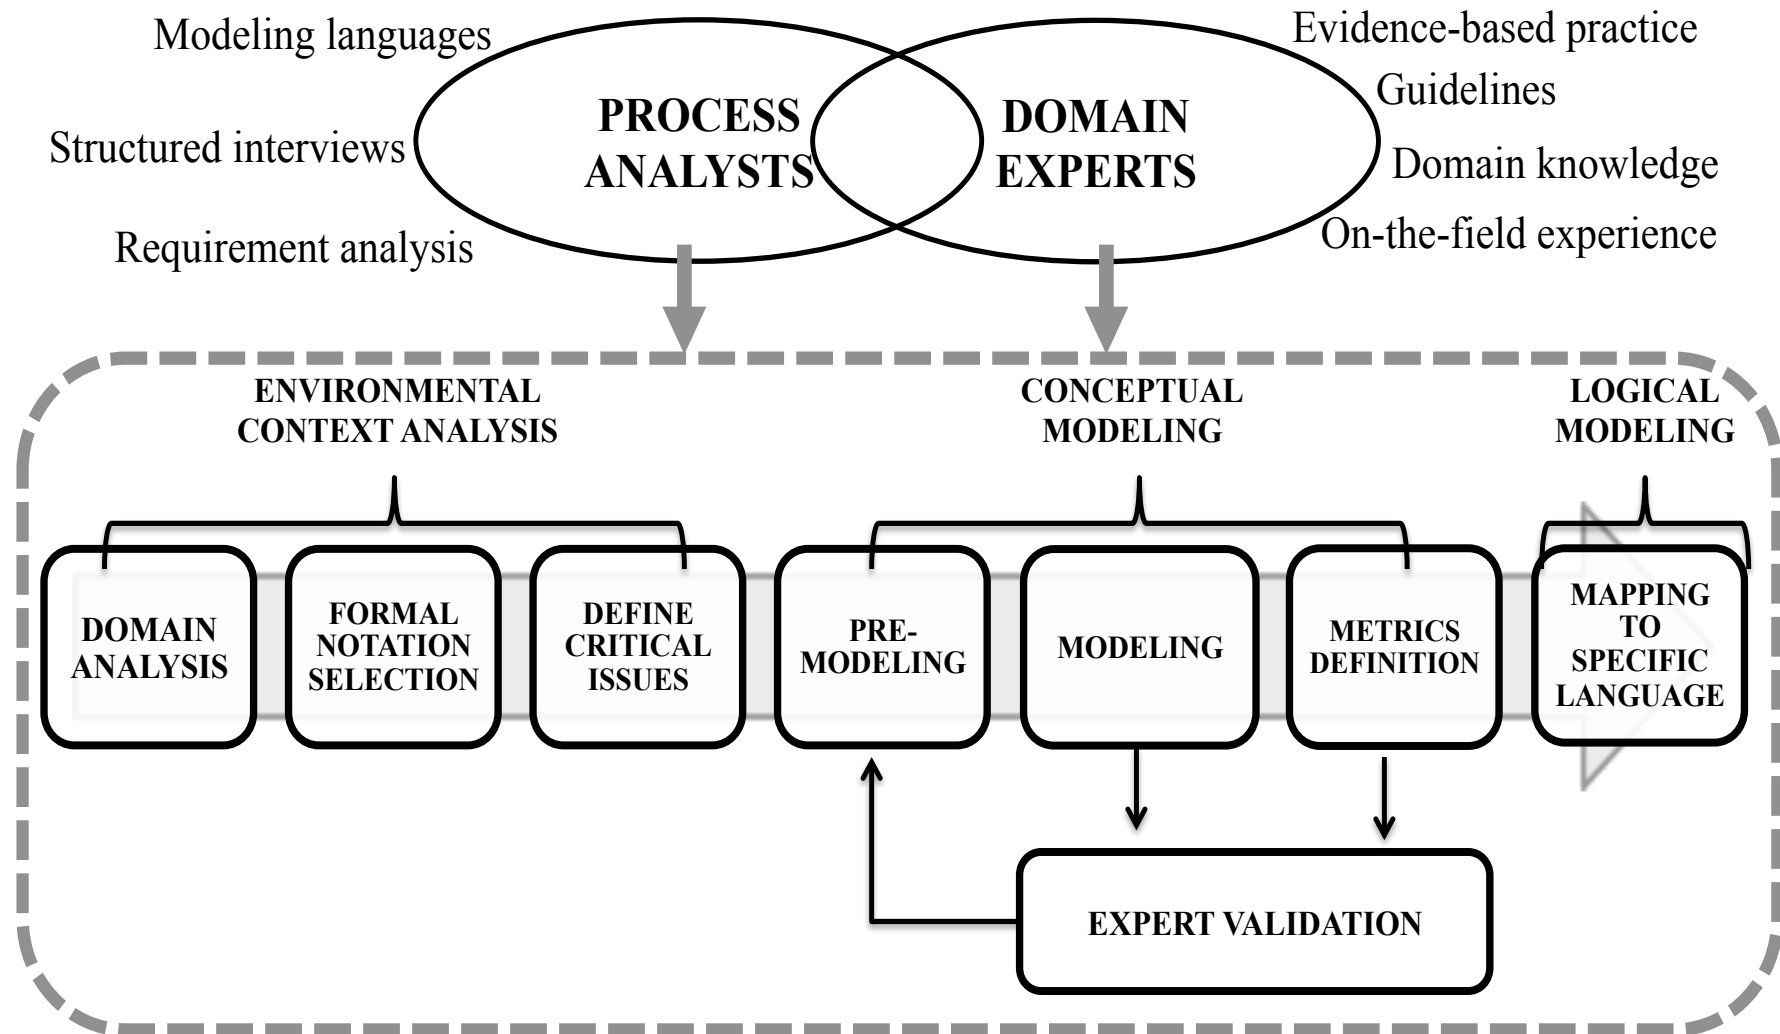 Modeling languages
Structured interviews
Requirement analysis
PROCESS
ANALYSTS
DOMAIN
EXPERTS
Evidence-based practice
Guidelines
Domain knowledge
On-the-field experience
ENVIRONMENTAL
CONTEXT ANALYSIS
CONCEPTUAL
MODELING
LOGICAL
MODELING
DOMAIN
ANALYSIS
FORMAL
NOTATION
SELECTION
DEFINE
CRITICAL
ISSUES
PRE-
MODELING
MODELING
METRICS
DEFINITION
MAPPING
TO
SPECIFIC
LANGUAGE
EXPERT VALIDATION